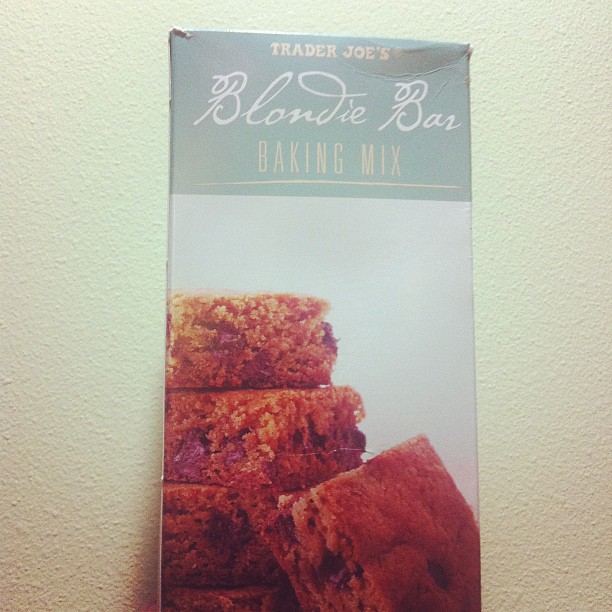 TRADER JOE'S
Blondie Bar
BAKING MIX